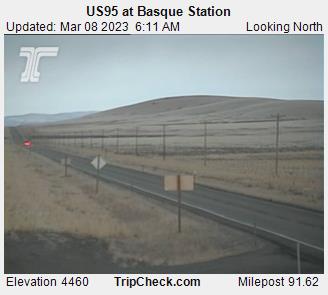 US95 at Basque Station
Updated: Mar 08 2023 6:11 AM Looking North
Elevation 4460 TripCheck.com Milepost 91.62